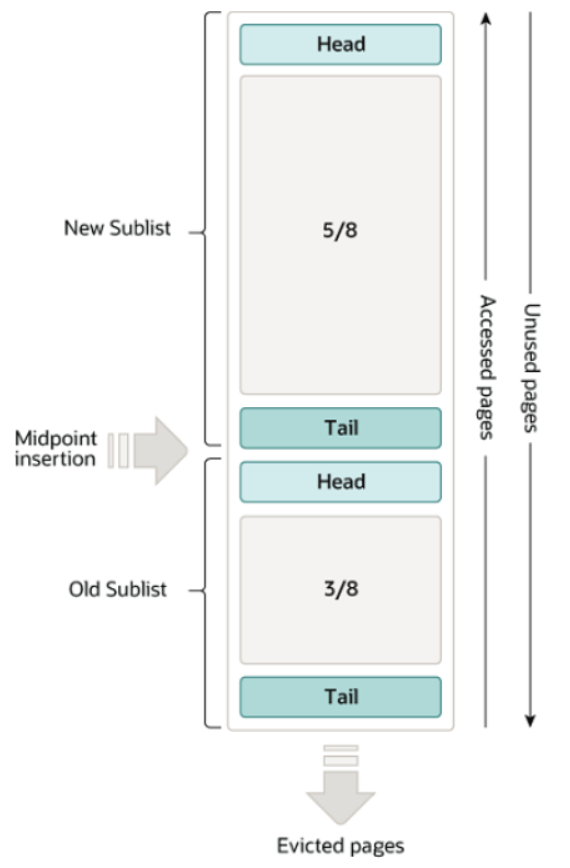 Head
New Sublist
5/8
Accessed pages
Unused pages
Tail
Midpoint
insertion
Head
Old Sublist
3/8
Tail
Evicted pages